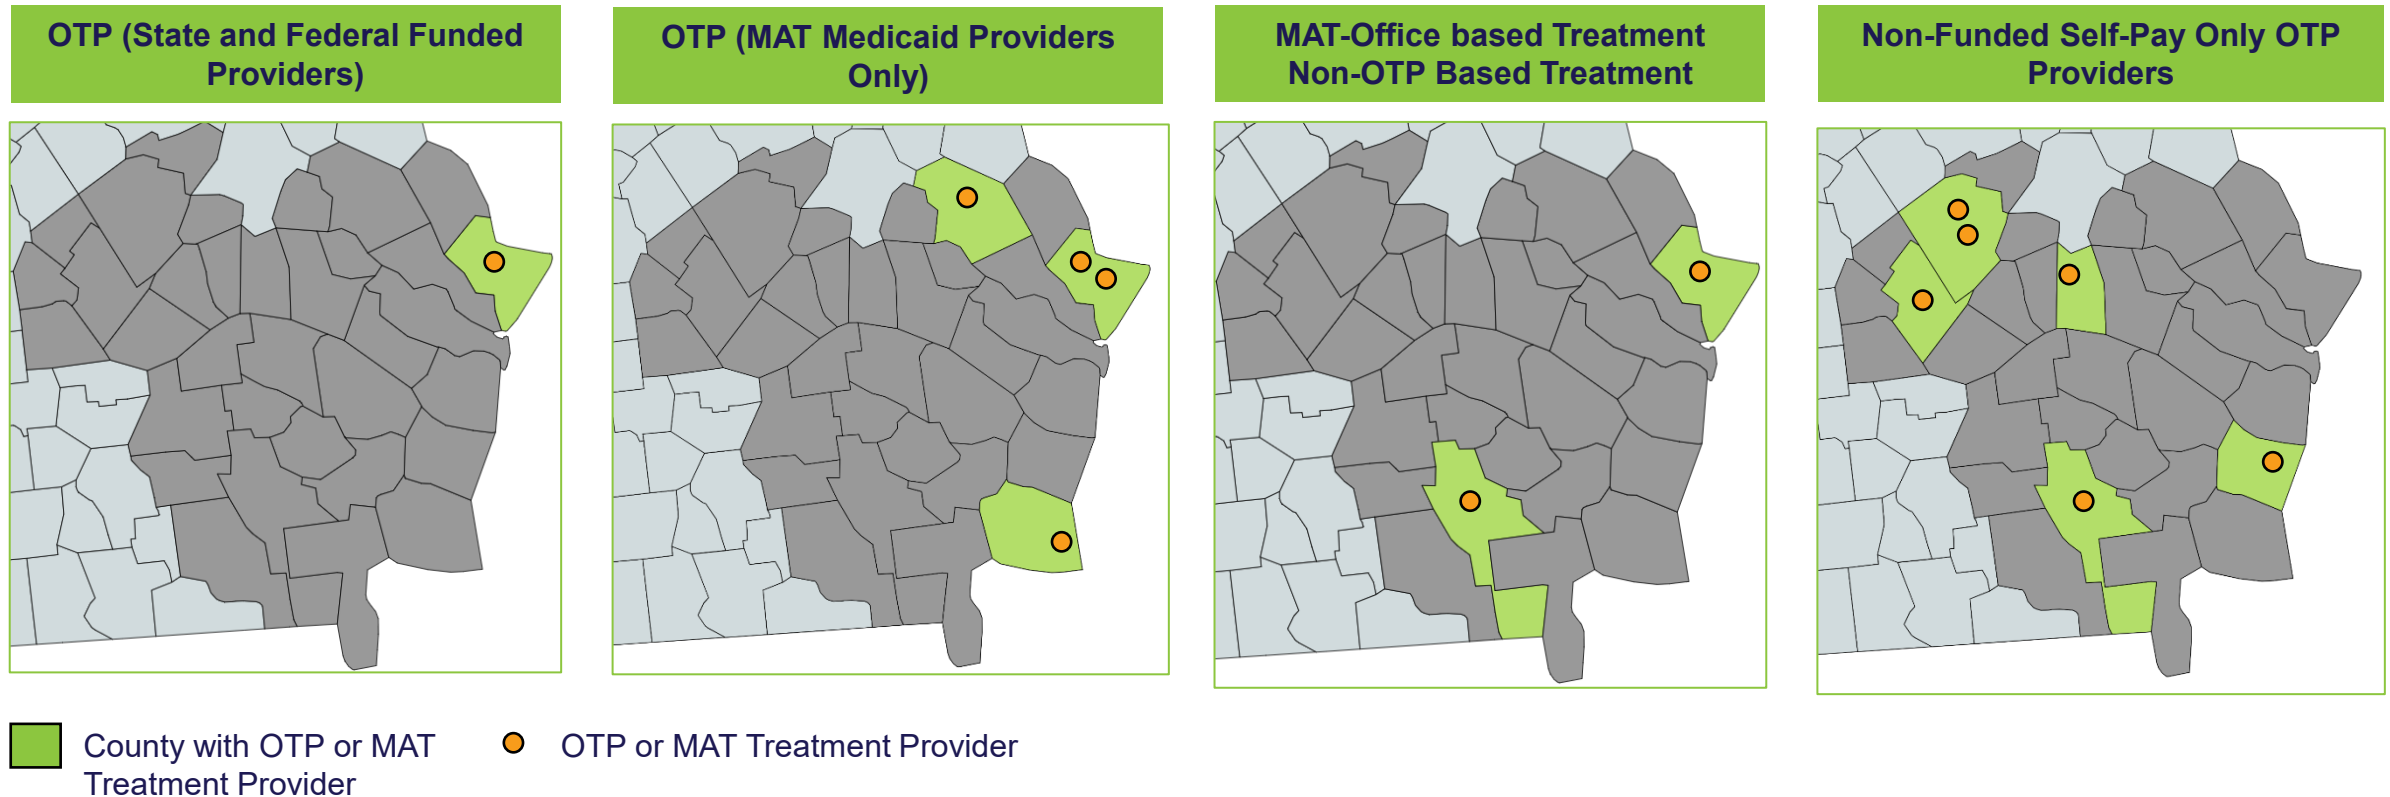 OTP (State and Federal Funded
Providers)
OTP (MAT Medicaid Providers
Only)
MAT-Office based Treatment
Non-OTP Based Treatment
Non-Funded Self-Pay Only OTP
Providers
County with OTP or MAT
Treatment Provider
OTP or MAT Treatment Provider